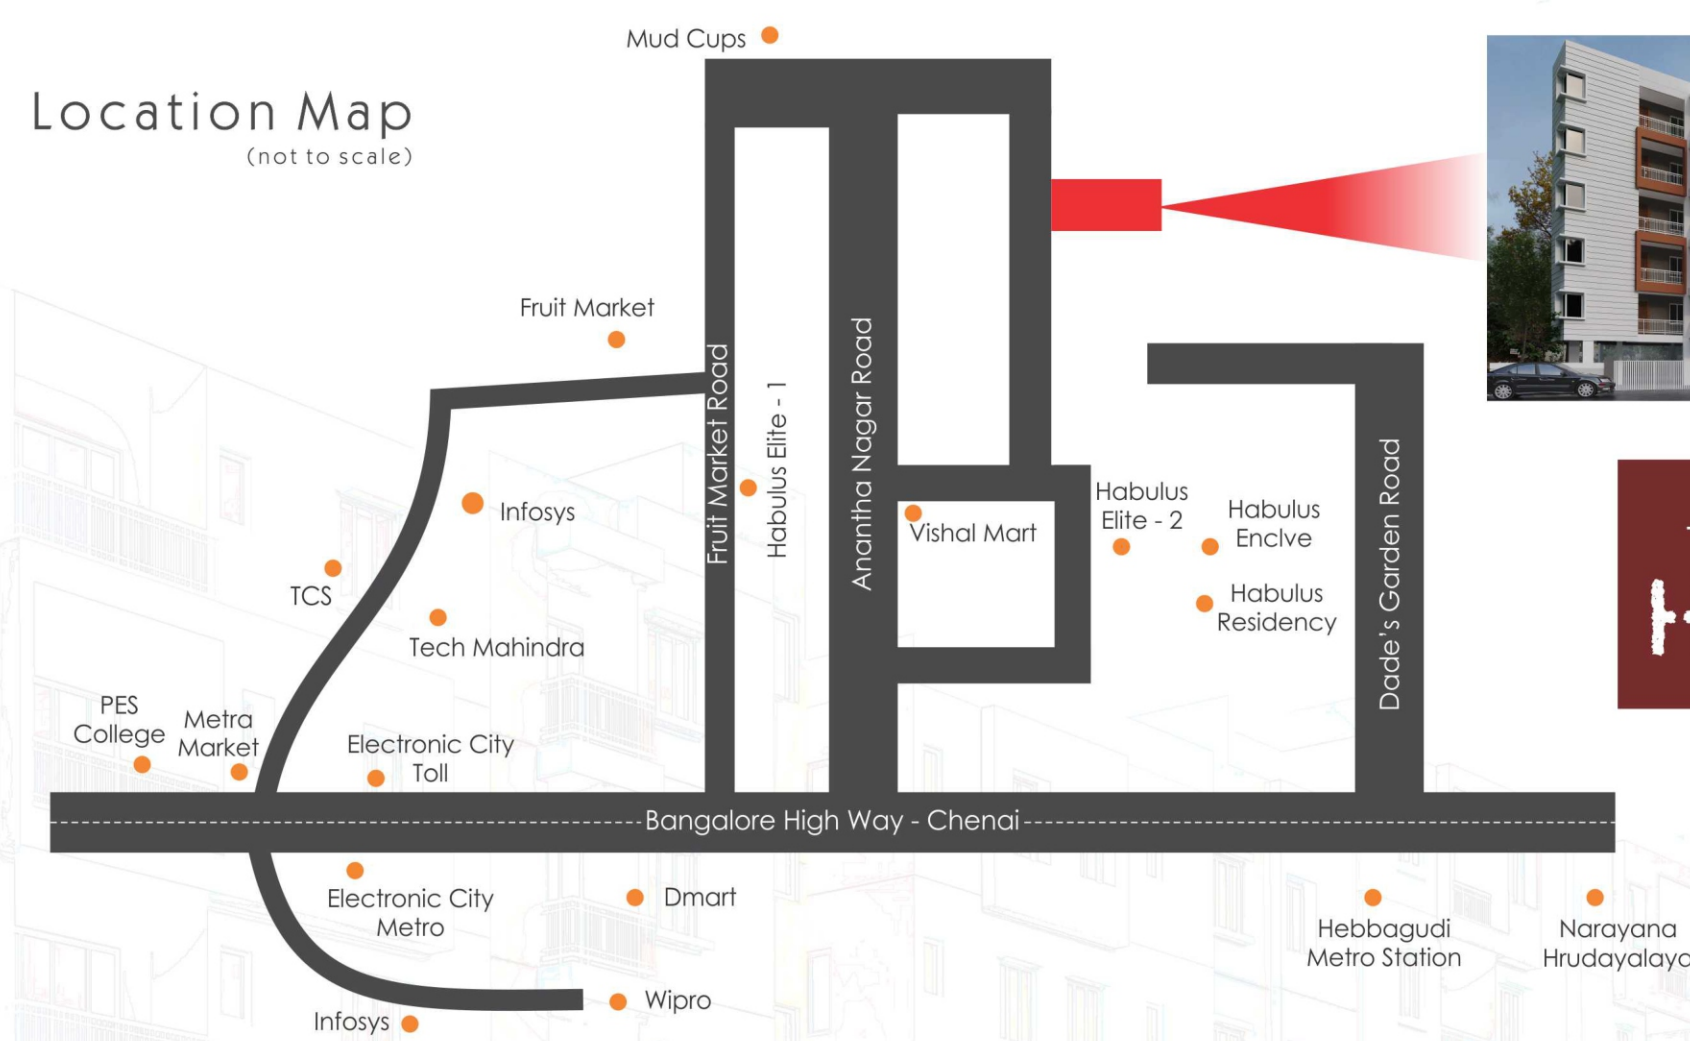 Mud Cups
Location Map
(not to scale)
Fruit Market
Fruit Market Road
Habulus Elite - 1
Anantha Nagar Road
Infosys
Vishal Mart
Habulus
Elite - 2
Habulus
Enclve
Habulus
Residency
Dade's Garden Road
TCS
Tech Mahindra
PES
College
Metra
Market
Electronic City
Toll
Bangalore High Way - Chenai
Electronic City
Metro
Dmart
Hebbagudi
Metro Station
Narayana
Hrudayalaya
Wipro
Infosys